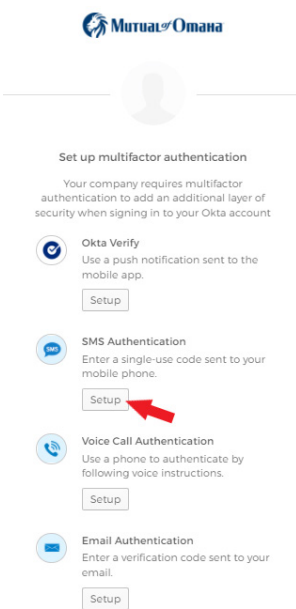 Mutual of Omaha
Set up multifactor authentication
Your company requires multifactor
authentication to add an additional layer of
security when signing in to your Okta account
Okta Verify
Use a push notification sent to the
mobile app.
Setup
SMS
SMS Authentication
Enter a single-use code sent to your
mobile phone.
Setup
Voice Call Authentication
Use a phone to authenticate by
following voice instructions.
Setup
Email Authentication
Enter a verification code sent to your
email.
Setup